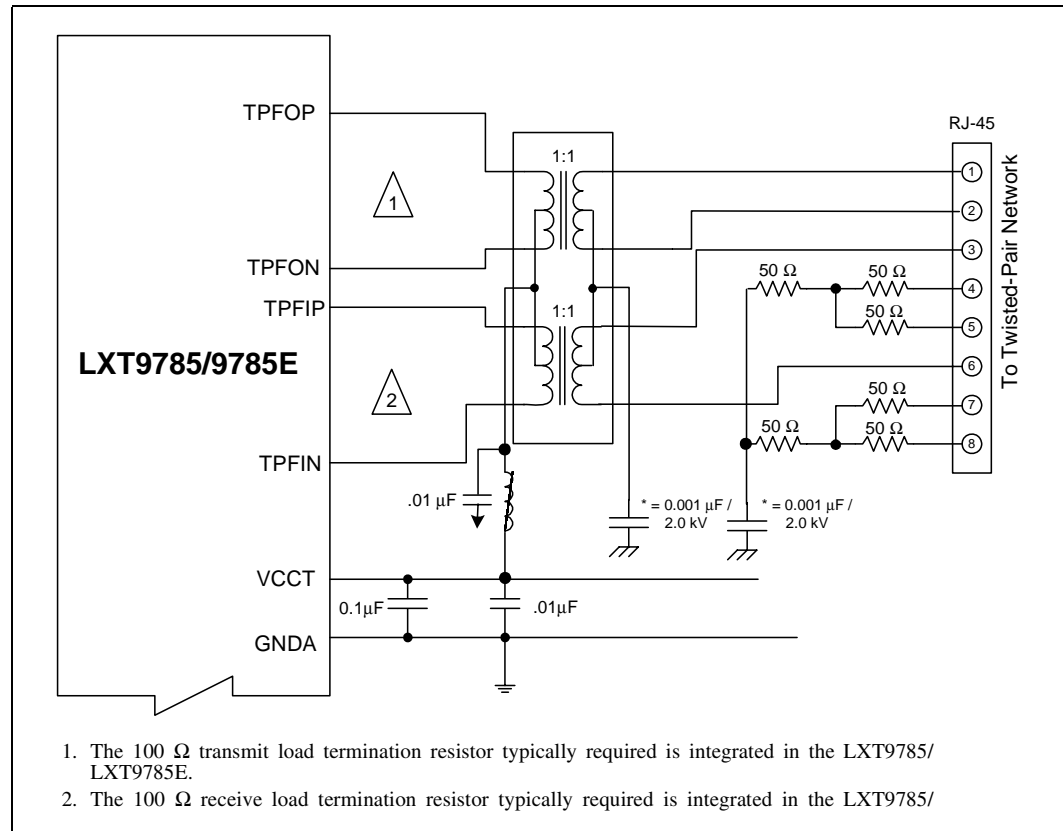 TPFOP
RJ-45
1:1
1
1
2
To Twisted-Pair Network
3
TPFON
50 Ω
50 Ω
4
TPFIP
1:1
50 Ω
5
LXT9785/9785E
6
2
50 Ω
7
50 Ω
50 Ω
8
TPFIN
.01 µF
* = 0.001 µF /
2.0 kV
* = 0.001 µF /
2.0 kV
VCCT
0.1µF
.01µF
GNDA
1. The 100 Ω transmit load termination resistor typically required is integrated in the LXT9785/
LXT9785E.
2. The 100 Ω receive load termination resistor typically required is integrated in the LXT9785/